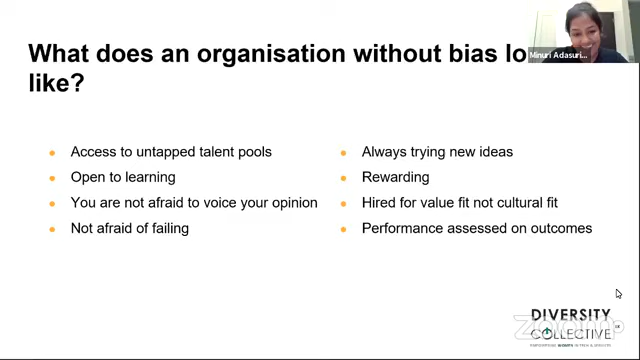 What does an organisation without bias lo
like?
Minuri Adasuri...
Access to untapped talent pools
Open to learning
You are not afraid to voice your opinion
Not afraid of failing
Always trying new ideas
Rewarding
Hired for value fit not cultural fit
Performance assessed on outcomes
DIVERSITY
COLLECTIVE
zoom